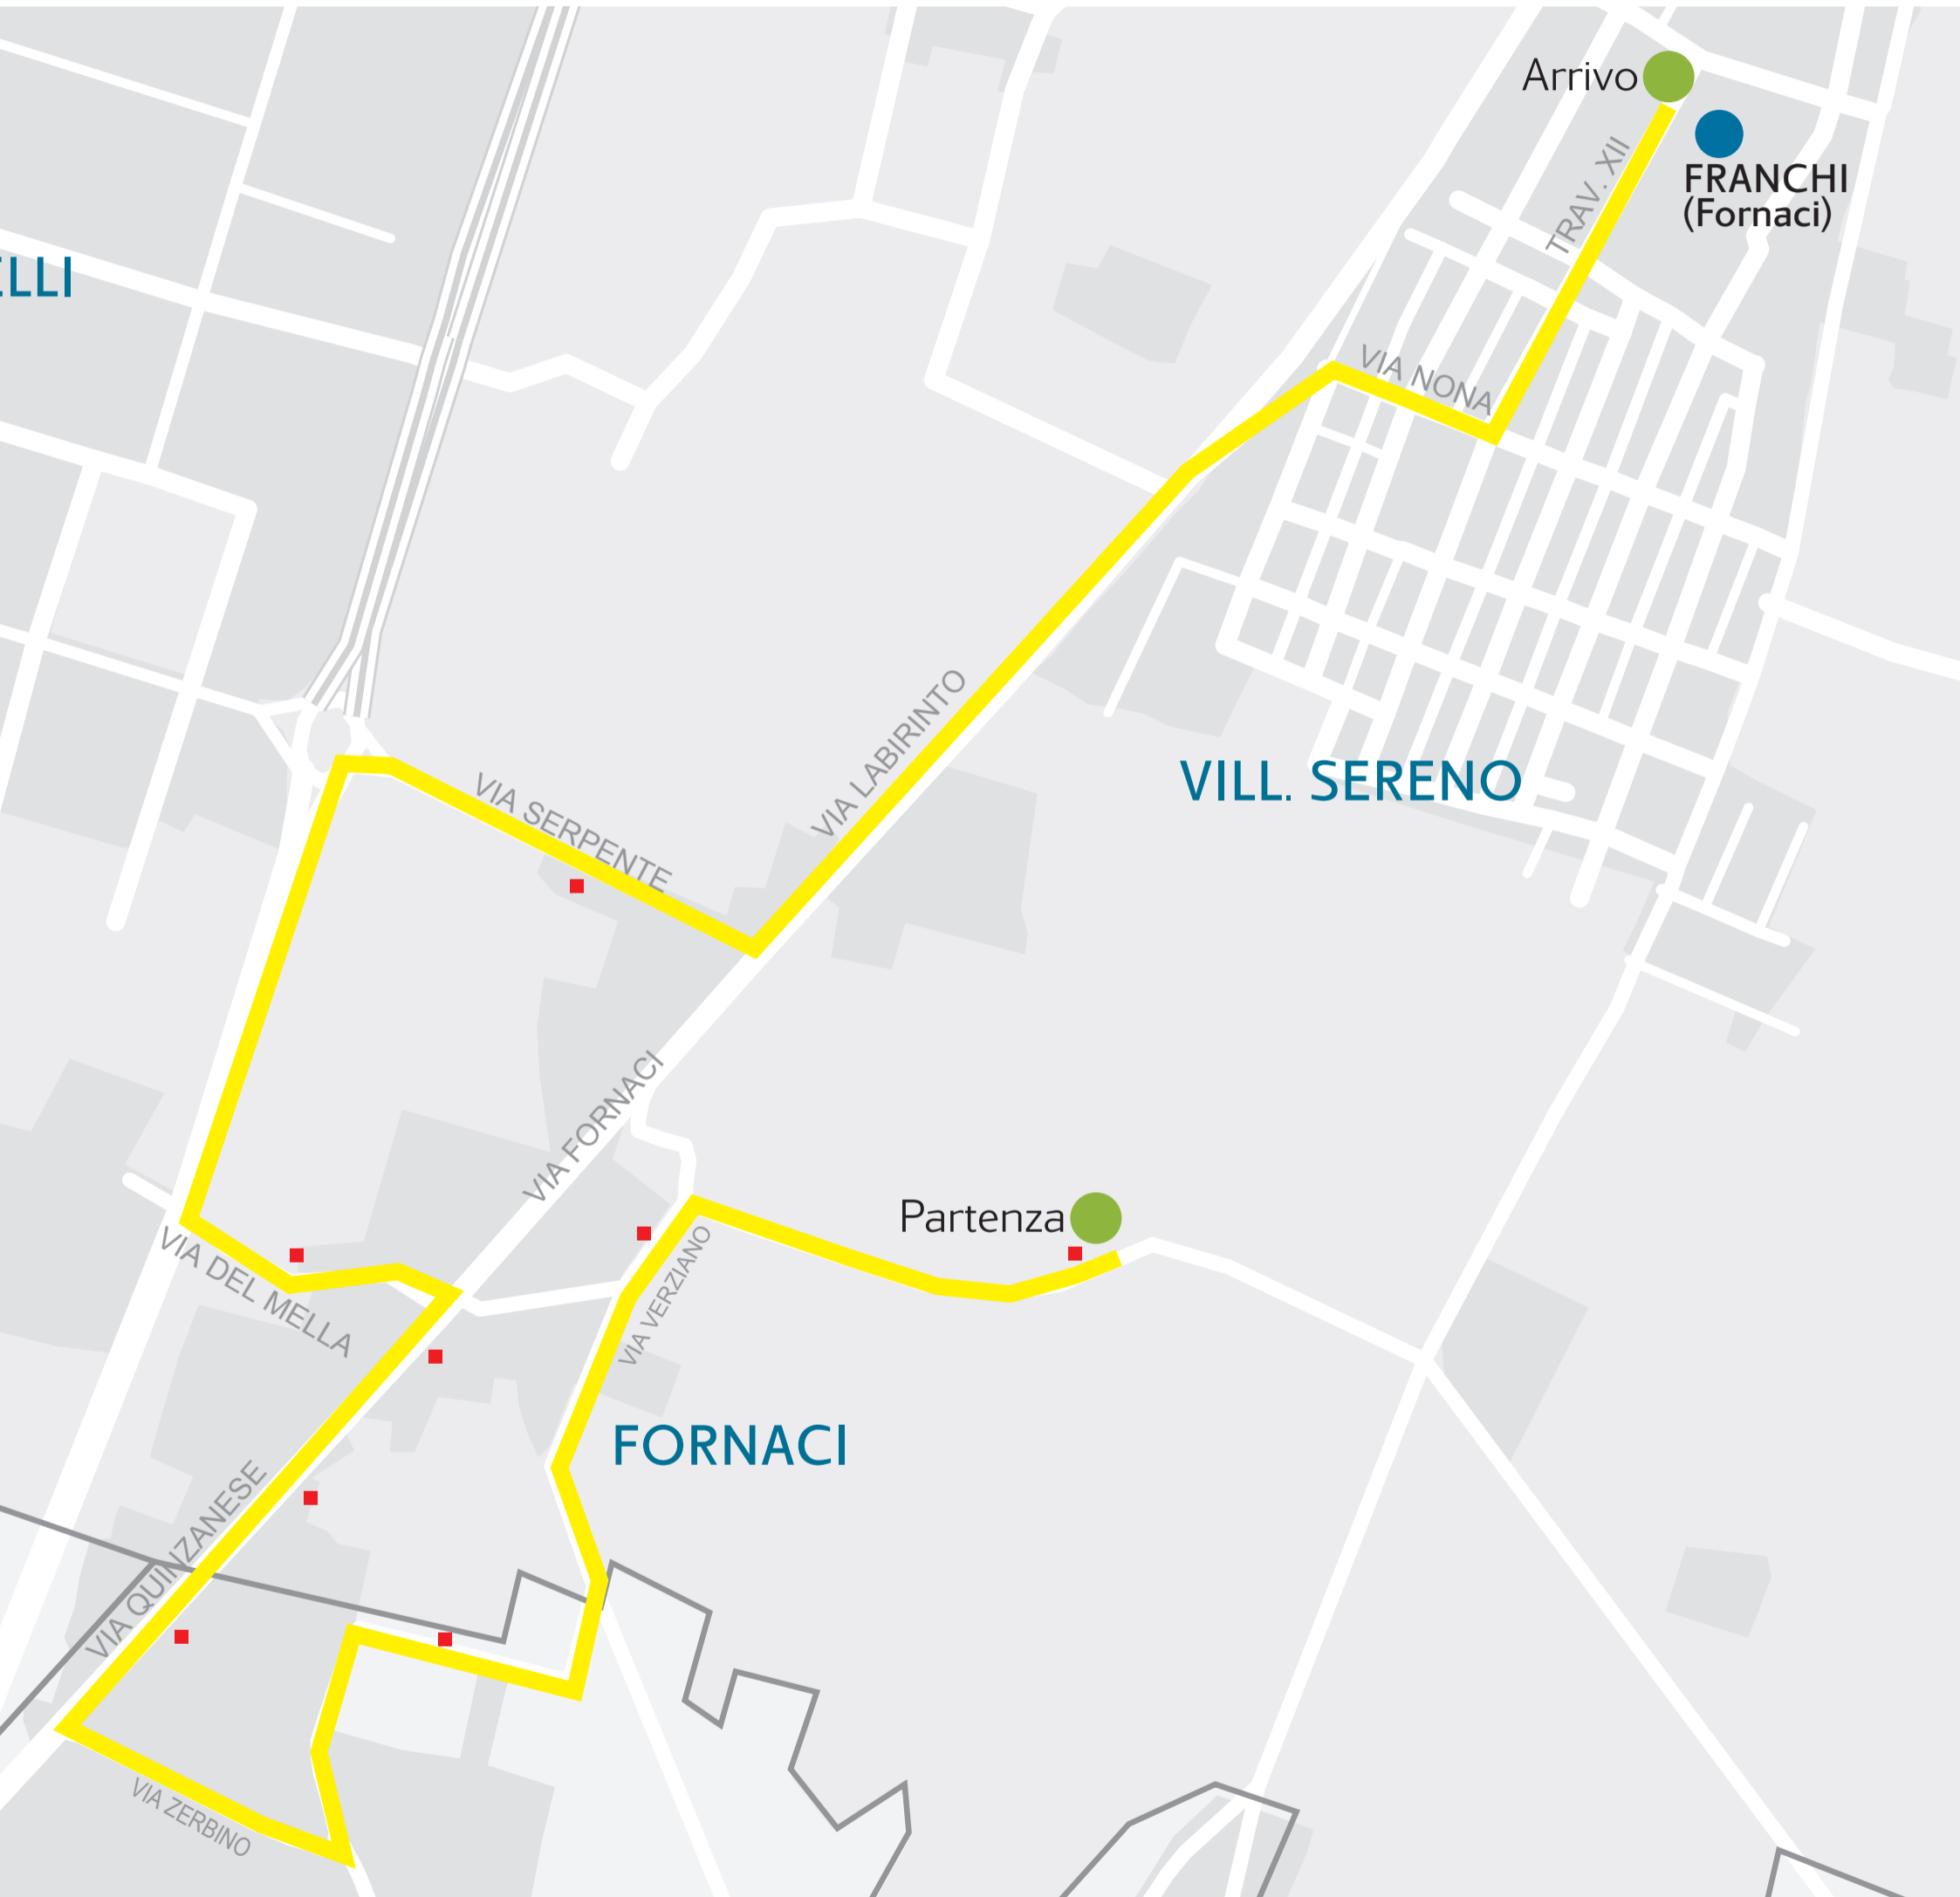 Arrivo
FRANCHI
(Fornaci)
TRAV. XII
ELLI
VIA NONA
VIA LABIRINTO
VILL. SERENO
VIA SERPENTE
VIA FORNACI
Partenza
VIA DEL MELLA
VIA VERZIANO
FORNACI
VIA QUINZANESE
VIA ZERBINO